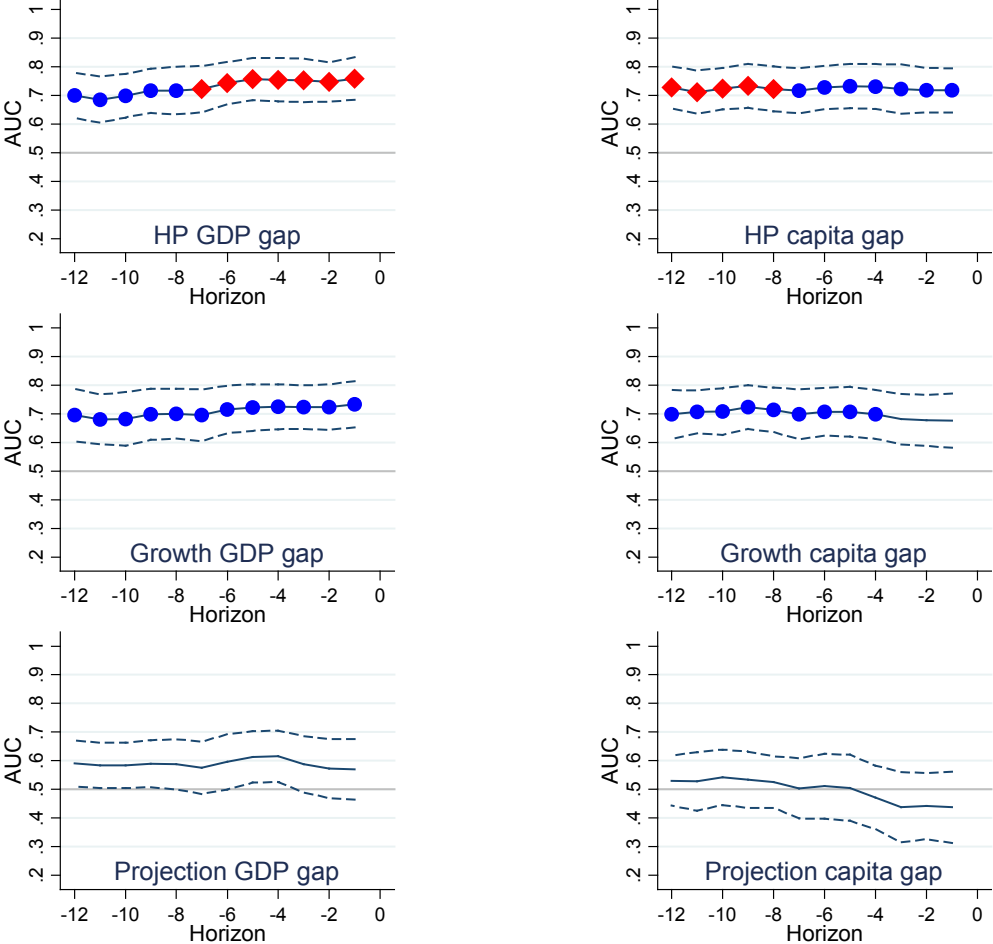 1 1
.9 .9
.8 .8
.7 .7
AUC .6 AUC .6
.5 .5
.4 .4
.3 .3
.2 HP GDP gap .2 HP capita gap
-12 -10 -8 -6 -4 -2 0 -12 -10 -8 -6 -4 -2 0
Horizon Horizon
1 1
.9 .9
.8 .8
.7 .7
AUC .6 AUC .6
.5 .5
.4 .4
.3 .3
.2 Growth GDP gap .2 Growth capita gap
-12 -10 -8 -6 -4 -2 0 -12 -10 -8 -6 -4 -2 0
Horizon Horizon
1 1
.9 .9
.8 .8
.7 .7
AUC .6 AUC .6
.5 .5
.4 .4
.3 .3
.2 Projection GDP gap .2 Projection capita gap
-12 -10 -8 -6 -4 -2 0 -12 -10 -8 -6 -4 -2 0
Horizon Horizon